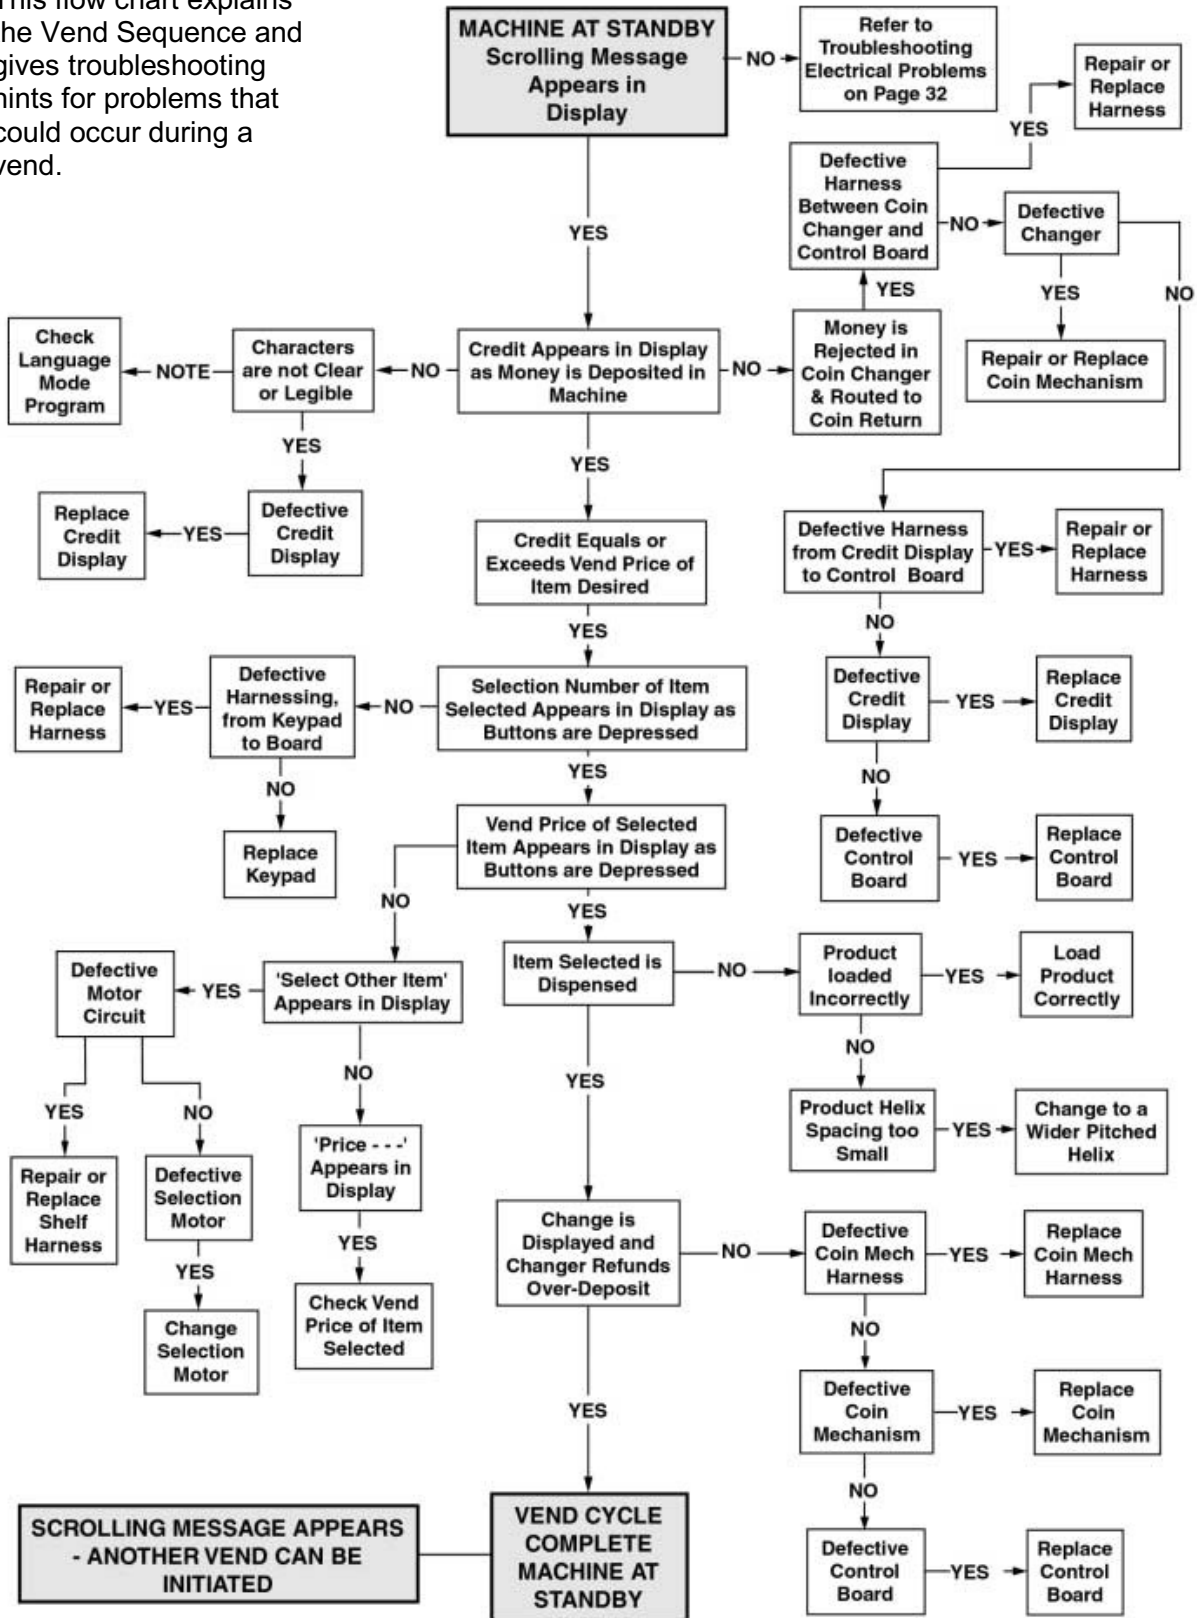 This flow chart explains
the Vend Sequence and
gives troubleshooting
hints for problems that
could occur during a
vend.
MACHINE AT STANDBY
Scrolling Message
Appears in
Display
NO
Refer to
Troubleshooting
Electrical Problems
on Page 32
Repair or
Replace
Harness
YES
Defective
Harness
Between Coin
Changer and
Control Board
NO
Defective
Changer
YES
YES
YES
NO
Check
Language
Mode
Program
NOTE
Characters
are not Clear
or Legible
NO
Credit Appears in Display
as Money is Deposited in
Machine
NO
Money is
Rejected in
Coin Changer
& Routed to
Coin Return
Repair or Replace
Coin Mechanism
YES
YES
Replace
Credit
Display
YES
Defective
Credit
Display
Credit Equals or
Exceeds Vend Price of
Item Desired
Defective Harness
from Credit Display
to Control Board
YES
Repair or
Replace
Harness
YES
NO
Repair or
Replace
Harness
YES
Defective
Harnessing,
from Keypad
to Board
NO
Selection Number of Item
Selected Appears in Display as
Buttons are Depressed
Defective
Credit
Display
YES
Replace
Credit
Display
NO
YES
NO
Replace
Keypad
Vend Price of Selected
Item Appears in Display as
Buttons are Depressed
Defective
Control
Board
YES
Replace
Control
Board
NO
YES
Defective
Motor
Circuit
YES
'Select Other Item'
Appears in Display
Item Selected is
Dispensed
NO
Product
loaded
Incorrectly
YES
Load
Product
Correctly
YES
NO
NO
YES
NO
Repair or
Replace
Shelf
Harness
Defective
Selection
Motor
'Price - - -'
Appears in
Display
Product Helix
Spacing too
Small
YES
Change to a
Wider Pitched
Helix
YES
YES
Change
Selection
Motor
Check Vend
Price of Item
Selected
Change is
Displayed and
Changer Refunds
Over-Deposit
NO
Defective
Coin Mech
Harness
YES
Replace
Coin Mech
Harness
NO
YES
Defective
Coin
Mechanism
YES
Replace
Coin
Mechanism
NO
SCROLLING MESSAGE APPEARS
- ANOTHER VEND CAN BE
INITIATED
VEND CYCLE
COMPLETE
MACHINE AT
STANDBY
Defective
Control
Board
YES
Replace
Control
Board